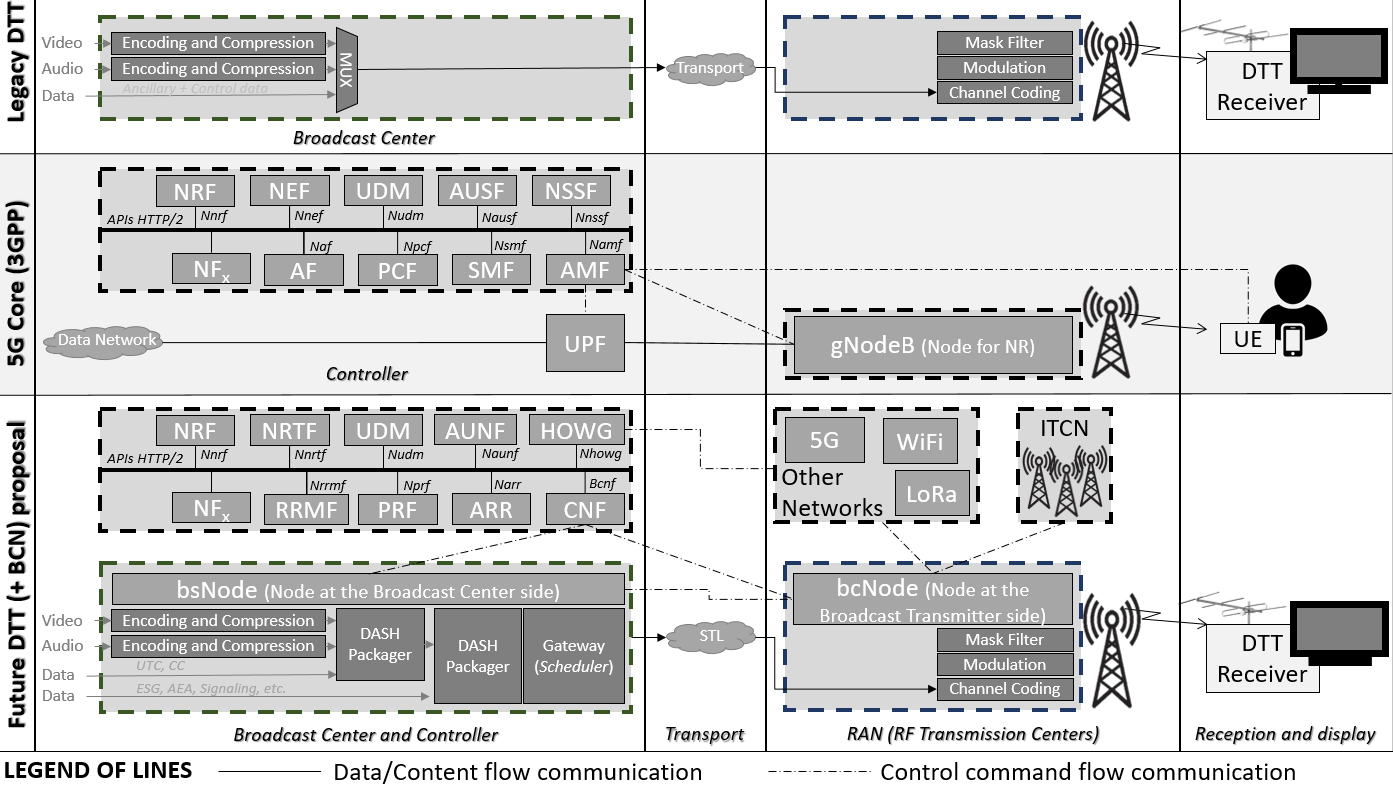 Legacy DTT
Video
Encoding and Compression
Audio
Encoding and Compression
Data
Ancillary + Control data
MUX
Broadcast Center
Transport
Mask Filter
Modulation
Channel Coding
DTT
Receiver
5G Core (3GPP)
NRF NEF UDM AUSF NSSF
APIs HTTP/2 Nnrf Nnef Nudm Nausf Nnssf
Naf Npcf Nsmf Namf
NFx AF PCF SMF AMF
Data Network
UPF
Controller
gNodeB (Node for NR)
UE
Future DTT (+ BCN) proposal
NRF NRTF UDM AUNF HOWG
APIs HTTP/2 Nnrf Nnrtf Nudm Naunf Nhowg
Nrrmf Nprf Narr Bcnf
NFx RRMF PRF ARR CNF
5G WiFi
Other
Networks
LoRa
ITCN
bsNode (Node at the Broadcast Center side)
Video
Encoding and Compression
Audio
Encoding and Compression
Data
UTC, CC
Data
ESG, AEA, Signaling, etc.
DASH
Packager
DASH
Packager
Gateway
(Scheduler)
STL
bcNode (Node at the
Broadcast Transmitter side)
Mask Filter
Modulation
Channel Coding
DTT
Receiver
Broadcast Center and Controller
Transport
RAN (RF Transmission Centers)
Reception and display
LEGEND OF LINES
Data/Content flow communication
Control command flow communication